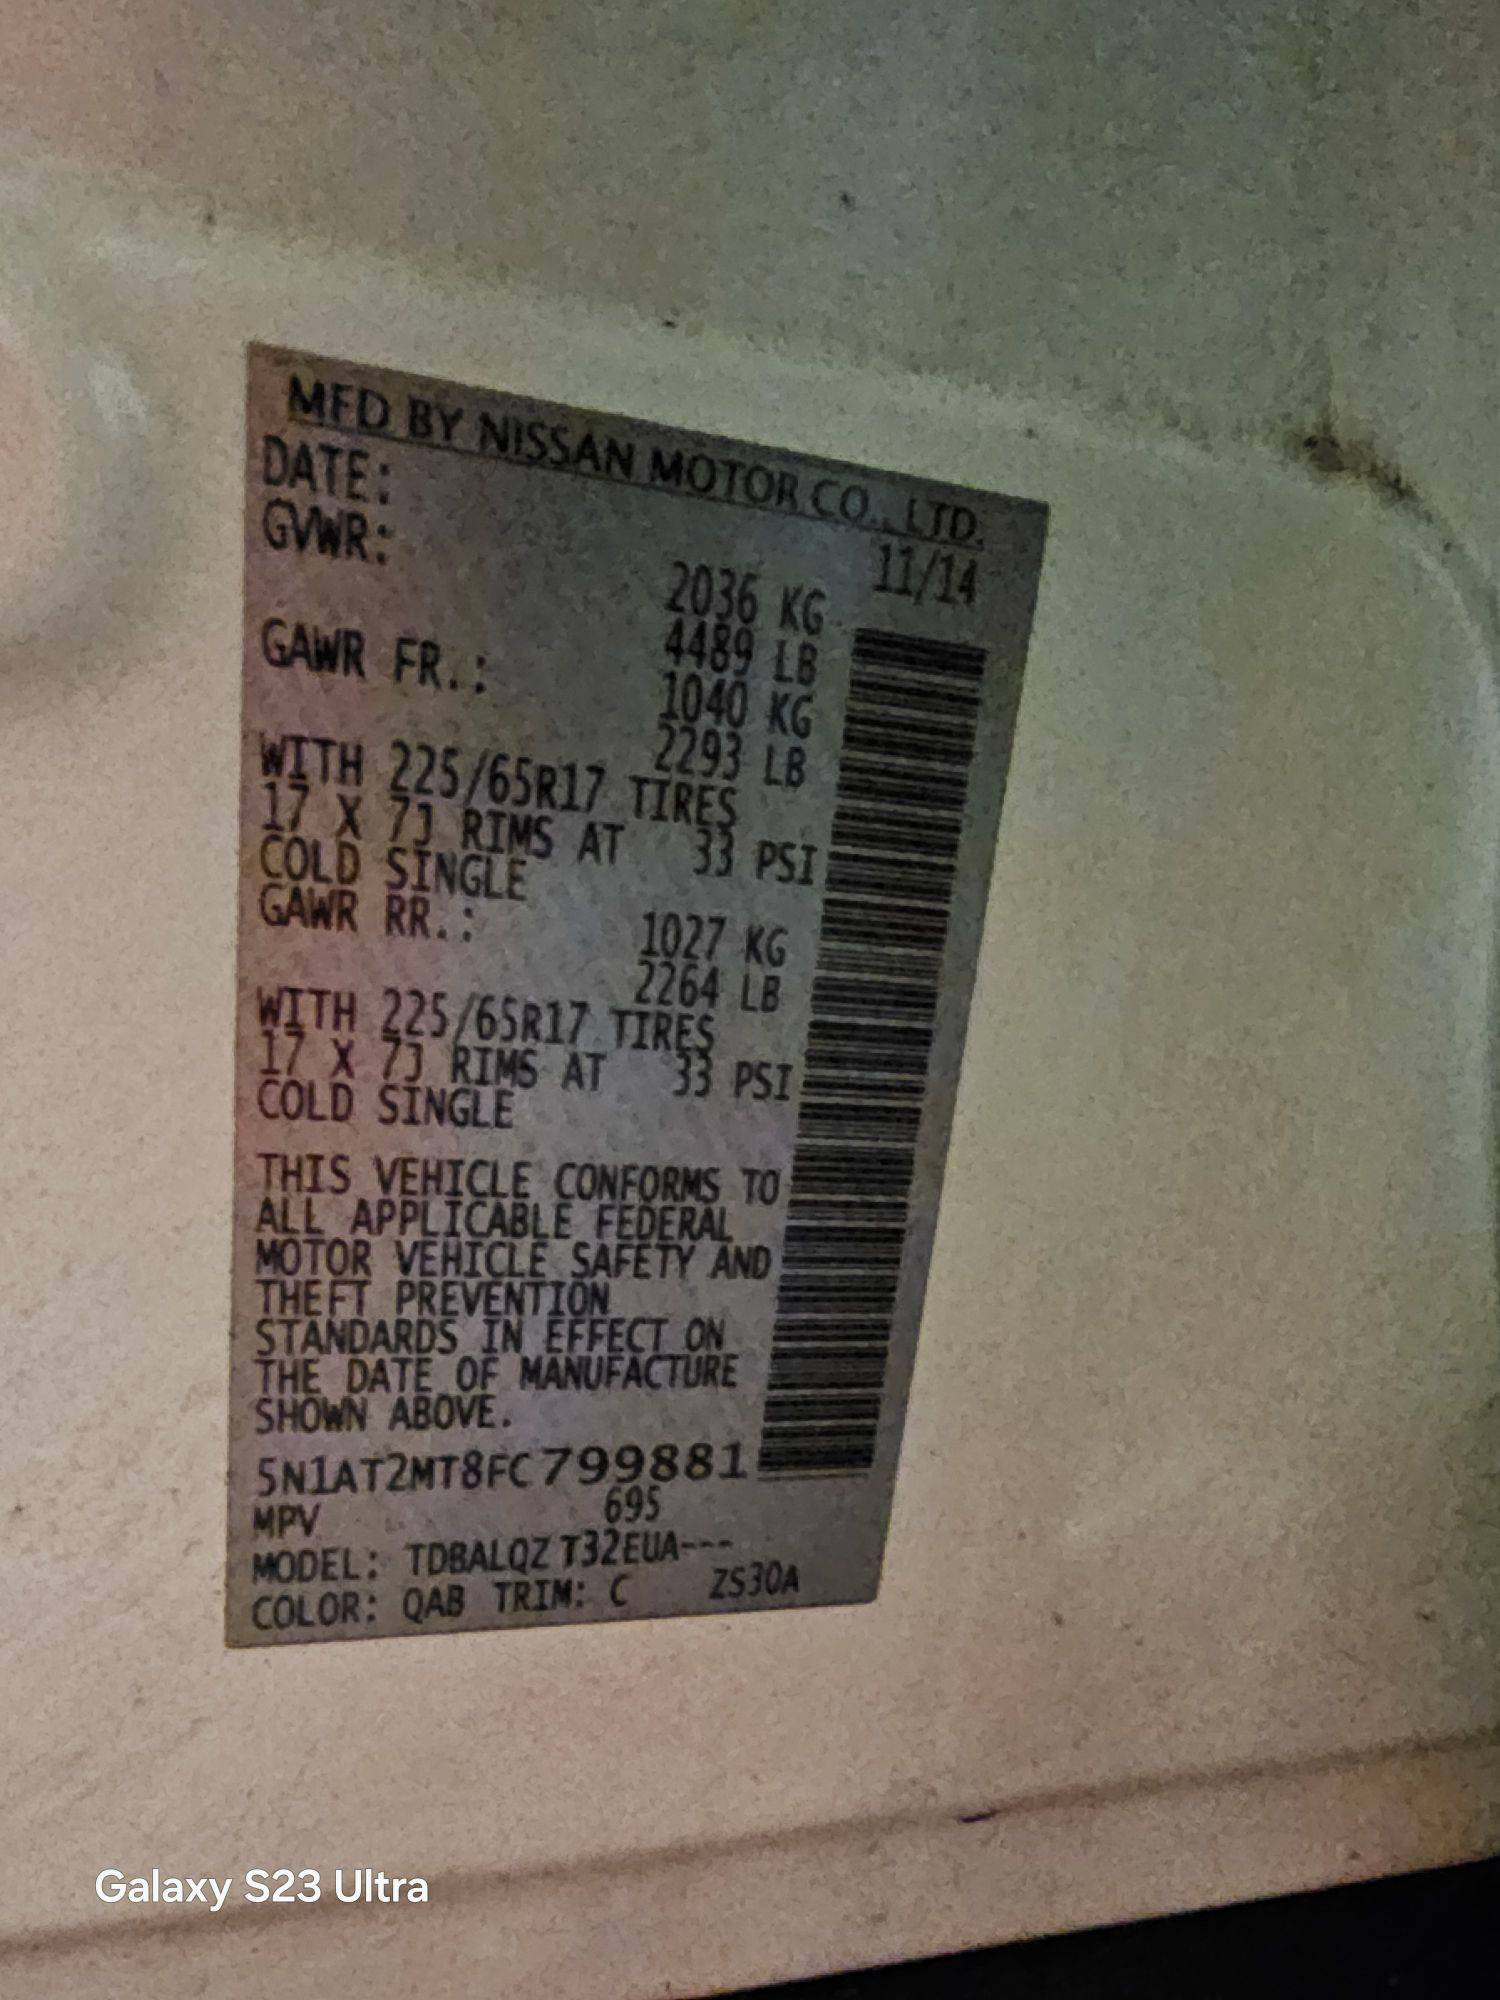 MFD BY NISSAN MOTOR CO., LTD.
DATE: 11/14
GVWR: 2036 KG
4489 LB
GAWR FR.: 1040 KG
2293 LB
WITH 225/65R17 TIRES
17 X 7J RIMS AT 33 PSI
COLD SINGLE
GAWR RR.: 1027 KG
2264 LB
WITH 225/65R17 TIRES
17 X 7J RIMS AT 33 PSI
COLD SINGLE
THIS VEHICLE CONFORMS TO
ALL APPLICABLE FEDERAL
MOTOR VEHICLE SAFETY AND
THEFT PREVENTION
STANDARDS IN EFFECT ON
THE DATE OF MANUFACTURE
SHOWN ABOVE.
5N1AT2MT8FC799881
MPV 695
MODEL: TDBALQZ T32EUA---
COLOR: QAB TRIM: C ZS30A
Galaxy S23 Ultra